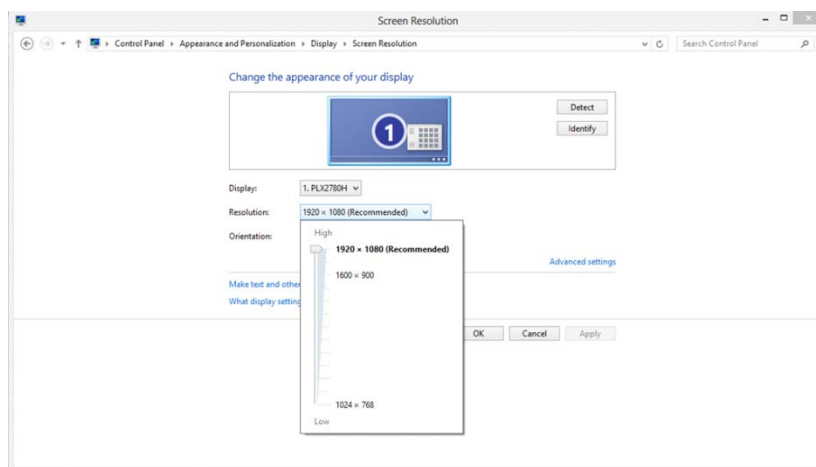 Screen Resolution
Control Panel Appearance and Personalization Display Screen Resolution
Search Control Panel
Change the appearance of your display
1
Detect
Identify
Display: 1. PLX2780H
Resolution: 1920 × 1080 (Recommended)
Orientation:
High
1920 × 1080 (Recommended)
1600 × 900
1024 × 768
Low
Advanced settings
Make text and other
What display setting
OK Cancel Apply